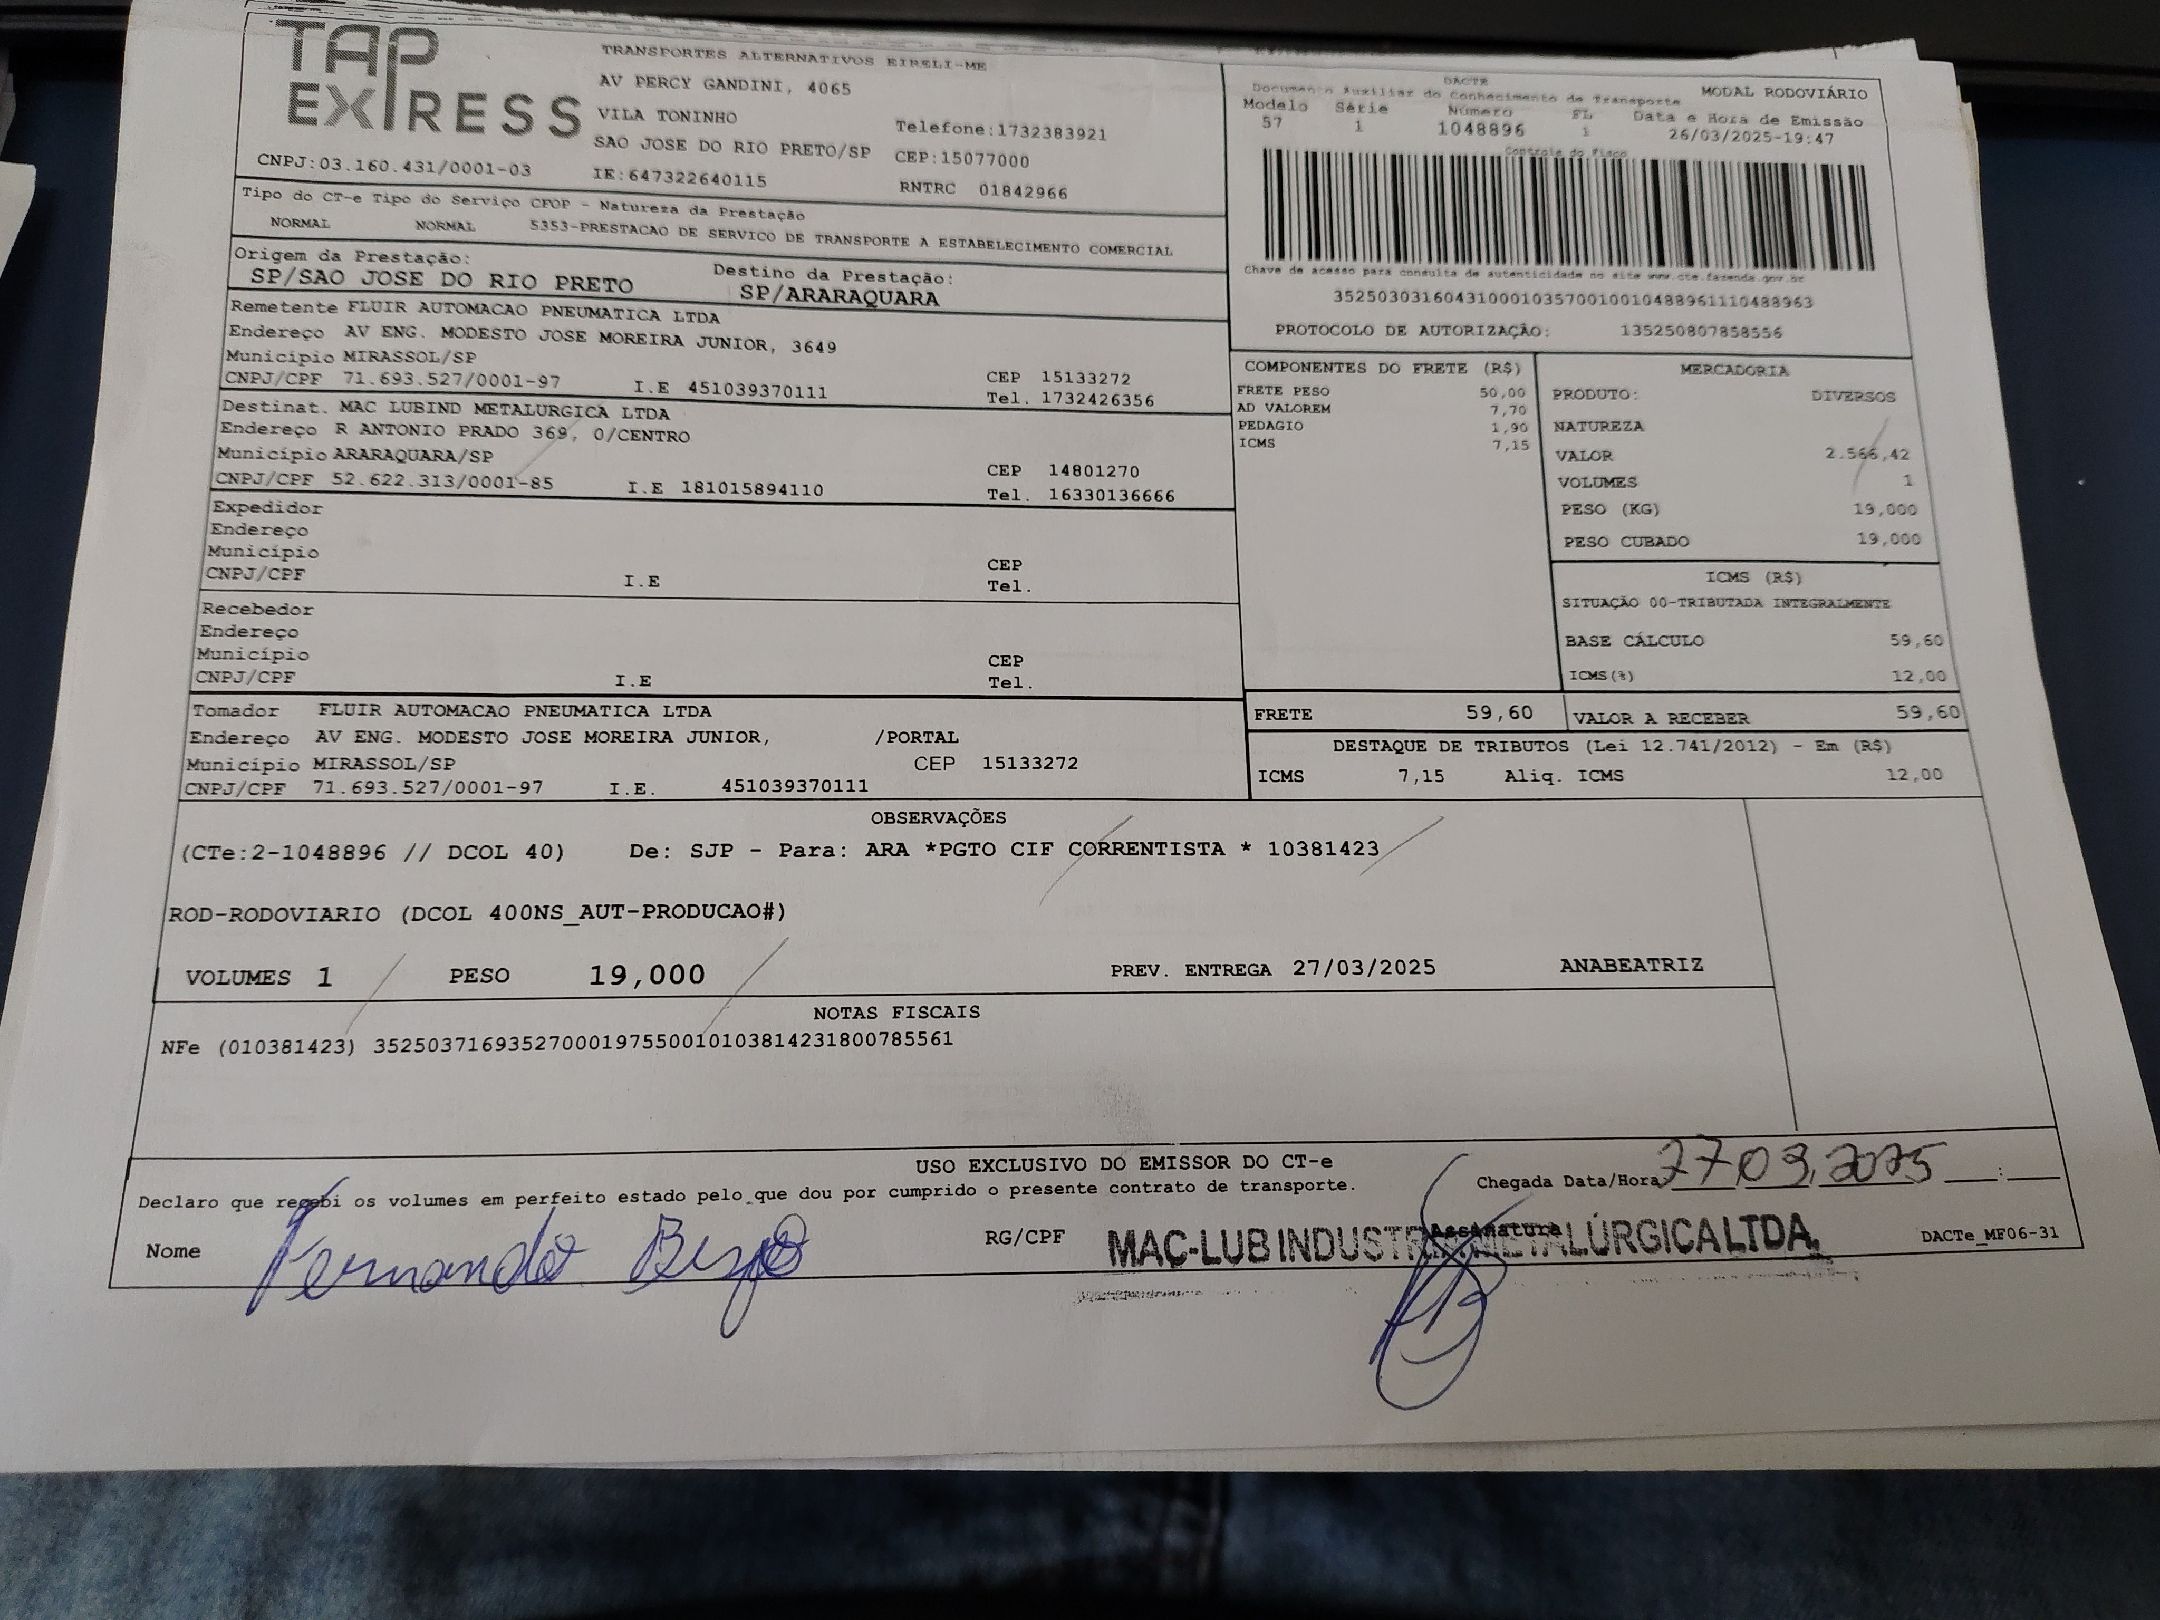 TAP
EXPRESS
TRANSPORTES ALTERNATIVOS EIRELI-ME
AV PERCY GANDINI, 4065
VILA TONINHO
Telefone:1732383921
SAO JOSE DO RIO PRETO/SP CEP:15077000
CNPJ:03.160.431/0001-03 IE:647322640115 RNTRC 01842966
DACTE
Documento Auxiliar do Conhecimento de Transporte MODAL RODOVIÁRIO
Modelo Série Número FL Data e Hora de Emissão
57 1 1048896 1 26/03/2025-19:47
Controle do Fisco
Chave de acesso para consulta de autenticidade no site www.cte.fazenda.gov.br
35250303160431000103570010010488961110488963
PROTOCOLO DE AUTORIZAÇÃO: 135250807858556
Tipo do CT-e Tipo do Serviço CFOP - Natureza da Prestação
NORMAL NORMAL 5353-PRESTACAO DE SERVICO DE TRANSPORTE A ESTABELECIMENTO COMERCIAL
Origem da Prestação: Destino da Prestação:
SP/SAO JOSE DO RIO PRETO SP/ARARAQUARA
Remetente FLUIR AUTOMACAO PNEUMATICA LTDA
Endereço AV ENG. MODESTO JOSE MOREIRA JUNIOR, 3649
Município MIRASSOL/SP CEP 15133272
CNPJ/CPF 71.693.527/0001-97 I.E 451039370111 Tel. 1732426356
Destinat. MAC LUBIND METALURGICA LTDA
Endereço R ANTONIO PRADO 369, 0/CENTRO
Município ARARAQUARA/SP CEP 14801270
CNPJ/CPF 52.622.313/0001-85 I.E 181015894110 Tel. 16330136666
Expedidor
Endereço
Município CEP
CNPJ/CPF I.E Tel.
Recebedor
Endereço
Município CEP
CNPJ/CPF I.E Tel.
Tomador FLUIR AUTOMACAO PNEUMATICA LTDA
Endereço AV ENG. MODESTO JOSE MOREIRA JUNIOR, /PORTAL
Município MIRASSOL/SP CEP 15133272
CNPJ/CPF 71.693.527/0001-97 I.E. 451039370111
COMPONENTES DO FRETE (R$)
FRETE PESO 50,00
AD VALOREM 7,70
PEDAGIO 1,90
ICMS 7,15
MERCADORIA
PRODUTO: DIVERSOS
NATUREZA
VALOR 2.566,42
VOLUMES 1
PESO (KG) 19,000
PESO CUBADO 19,000
ICMS (R$)
SITUAÇÃO 00-TRIBUTADA INTEGRALMENTE
BASE CÁLCULO 59,60
ICMS(%) 12,00
FRETE 59,60 VALOR A RECEBER 59,60
DESTAQUE DE TRIBUTOS (Lei 12.741/2012) - Em (R$)
ICMS 7,15 Aliq. ICMS 12,00
OBSERVAÇÕES
(CTe:2-1048896 // DCOL 40) De: SJP - Para: ARA *PGTO CIF CORRENTISTA * 10381423
ROD-RODOVIARIO (DCOL 400NS_AUT-PRODUCAO#)
VOLUMES 1 PESO 19,000 PREV. ENTREGA 27/03/2025 ANABEATRIZ
NOTAS FISCAIS
NFe (010381423) 35250371693527000197550010103814231800785561
USO EXCLUSIVO DO EMISSOR DO CT-e
Declaro que recebi os volumes em perfeito estado pelo que dou por cumprido o presente contrato de transporte.
Chegada Data/Hora 27 03, 2025 __:__
Nome Fernando RG/CPF Assinatura DACTe_MF06-31
MAC-LUB INDUSTRIA METALÚRGICA LTDA.